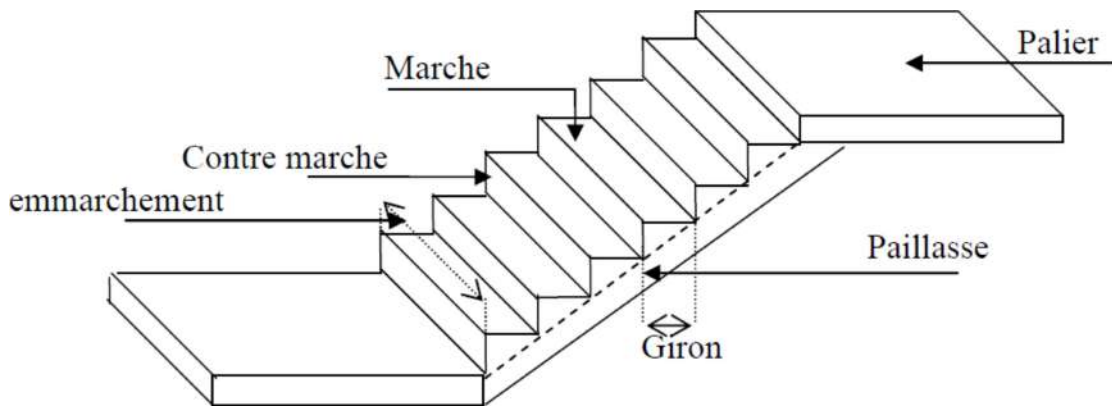 Palier
Marche
Contre marche
emmarchement
Paillasse
Giron